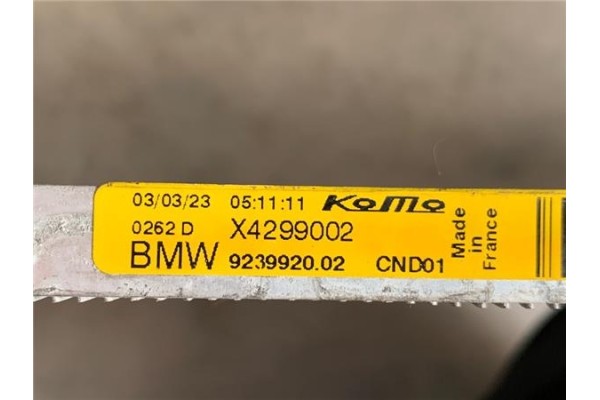 03/03/23 05:11:11 KoMo
0262 D X4299002
BMW 9239920.02 CND01
Made
in
France